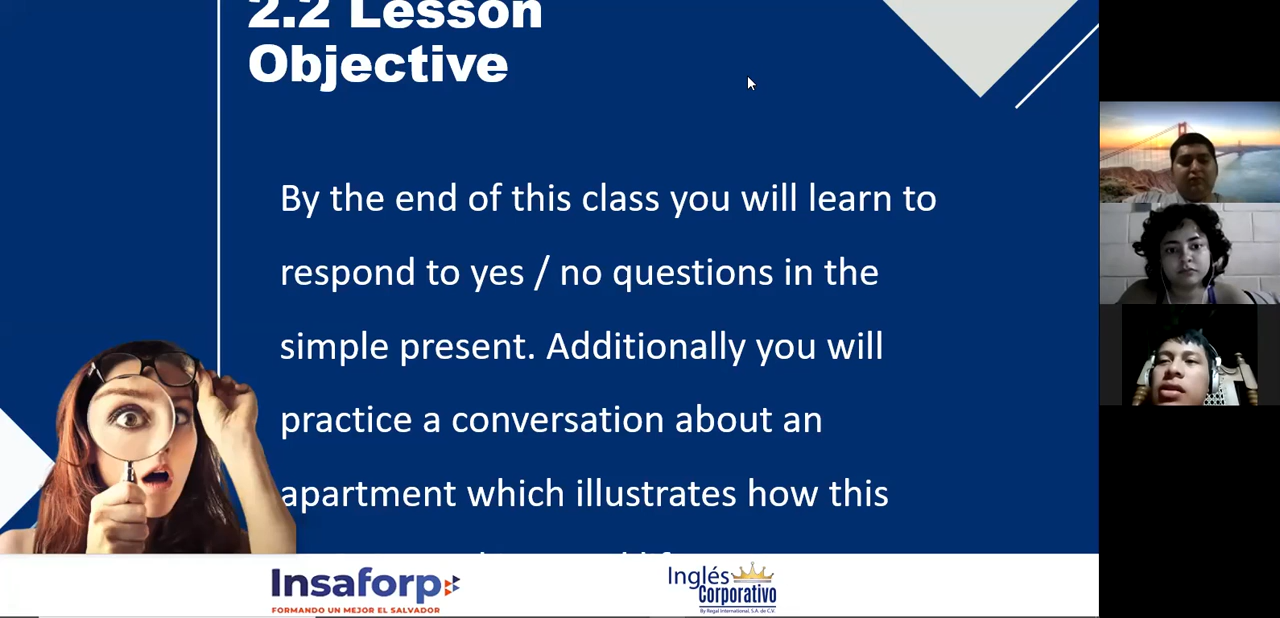 2.2 Lesson
Objective
By the end of this class you will learn to
respond to yes / no questions in the
simple present. Additionally you will
practice a conversation about an
apartment which illustrates how this
Insaforp
FORMANDO UN MEJOR EL SALVADOR
Inglés
Corporativo
By Regal International, S.A. de C.V.